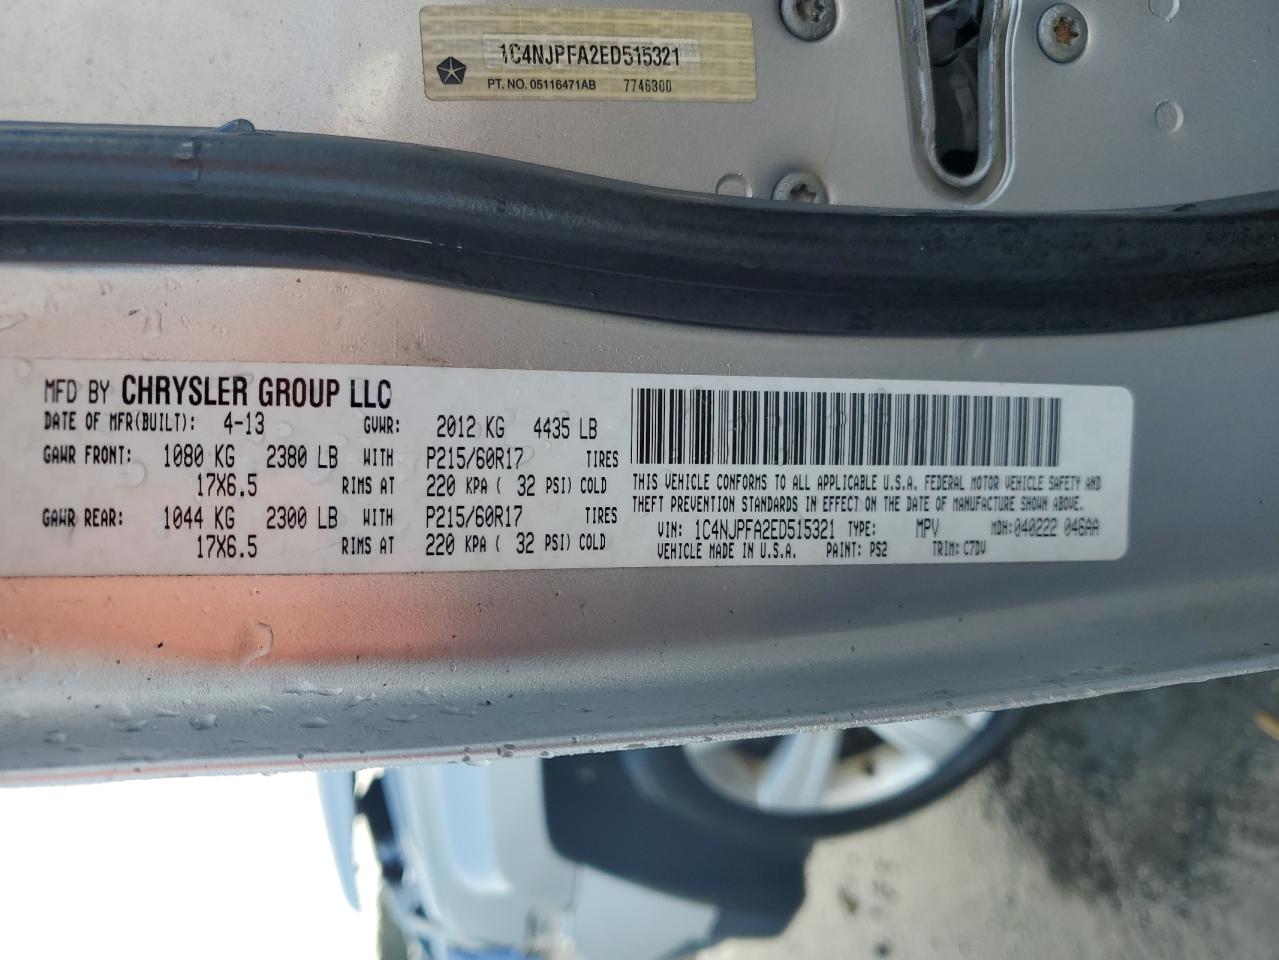 1C4NJPFA2ED515321
PT. NO. 05116471AB 7746300
MFD BY CHRYSLER GROUP LLC
DATE OF MFR(BUILT): 4-13 GVWR: 2012 KG 4435 LB
GAWR FRONT: 1080 KG 2380 LB WITH P215/60R17 TIRES
17X6.5 RIMS AT 220 KPA ( 32 PSI) COLD
GAWR REAR: 1044 KG 2300 LB WITH P215/60R17 TIRES
17X6.5 RIMS AT 220 KPA ( 32 PSI) COLD
THIS VEHICLE CONFORMS TO ALL APPLICABLE U.S.A. FEDERAL MOTOR VEHICLE SAFETY AND
THEFT PREVENTION STANDARDS IN EFFECT ON THE DATE OF MANUFACTURE SHOWN ABOVE.
VIN: 1C4NJPFA2ED515321 TYPE: MPV MDH:040222 046AA
VEHICLE MADE IN U.S.A. PAINT: PS2 TRIM: C7DV